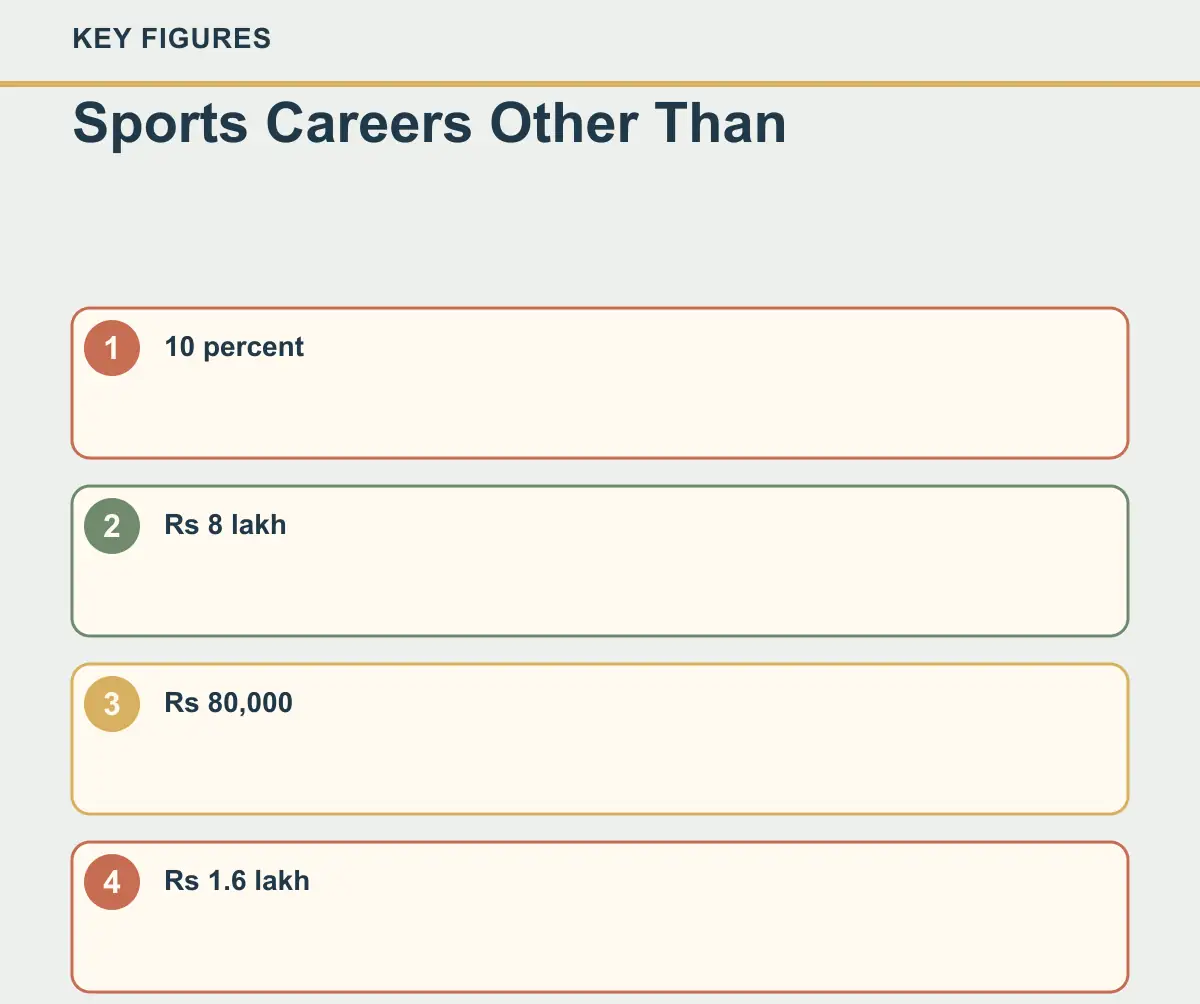 KEY FIGURES
Sports Careers Other Than
1 10 percent
2 Rs 8 lakh
3 Rs 80,000
4 Rs 1.6 lakh